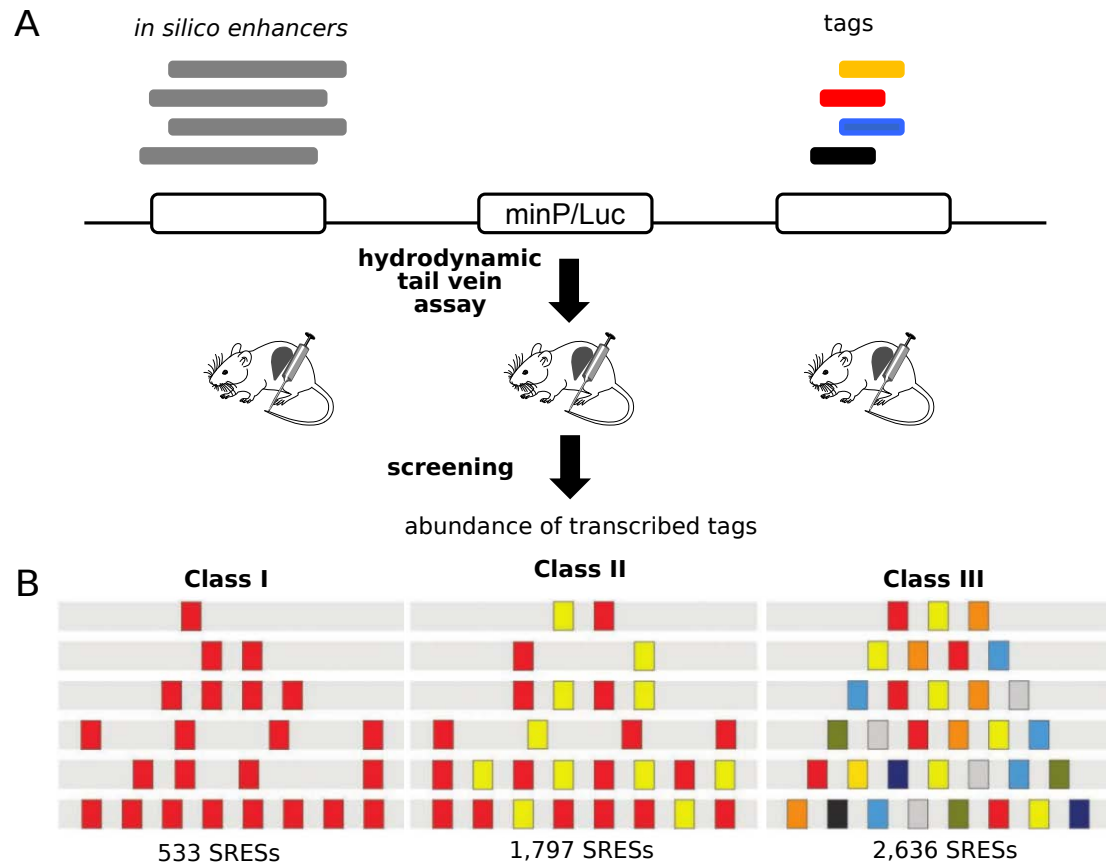 A
in silico enhancers
tags
minP/Luc
hydrodynamic
tail vein
assay
screening
abundance of transcribed tags
B
Class I
Class II
Class III
533 SRESs
1,797 SRESs
2,636 SRESs